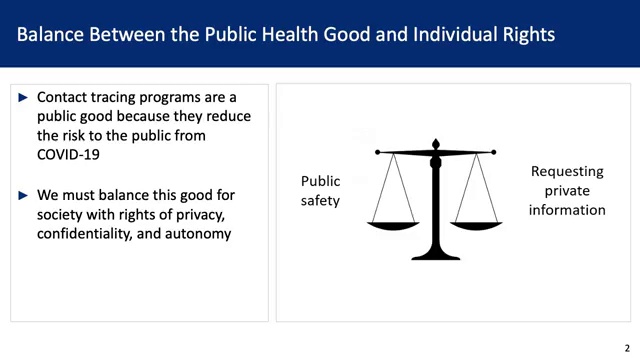 Balance Between the Public Health Good and Individual Rights
► Contact tracing programs are a
public good because they reduce
the risk to the public from
COVID-19
► We must balance this good for
society with rights of privacy,
confidentiality, and autonomy
Public
safety
Requesting
private
information
2